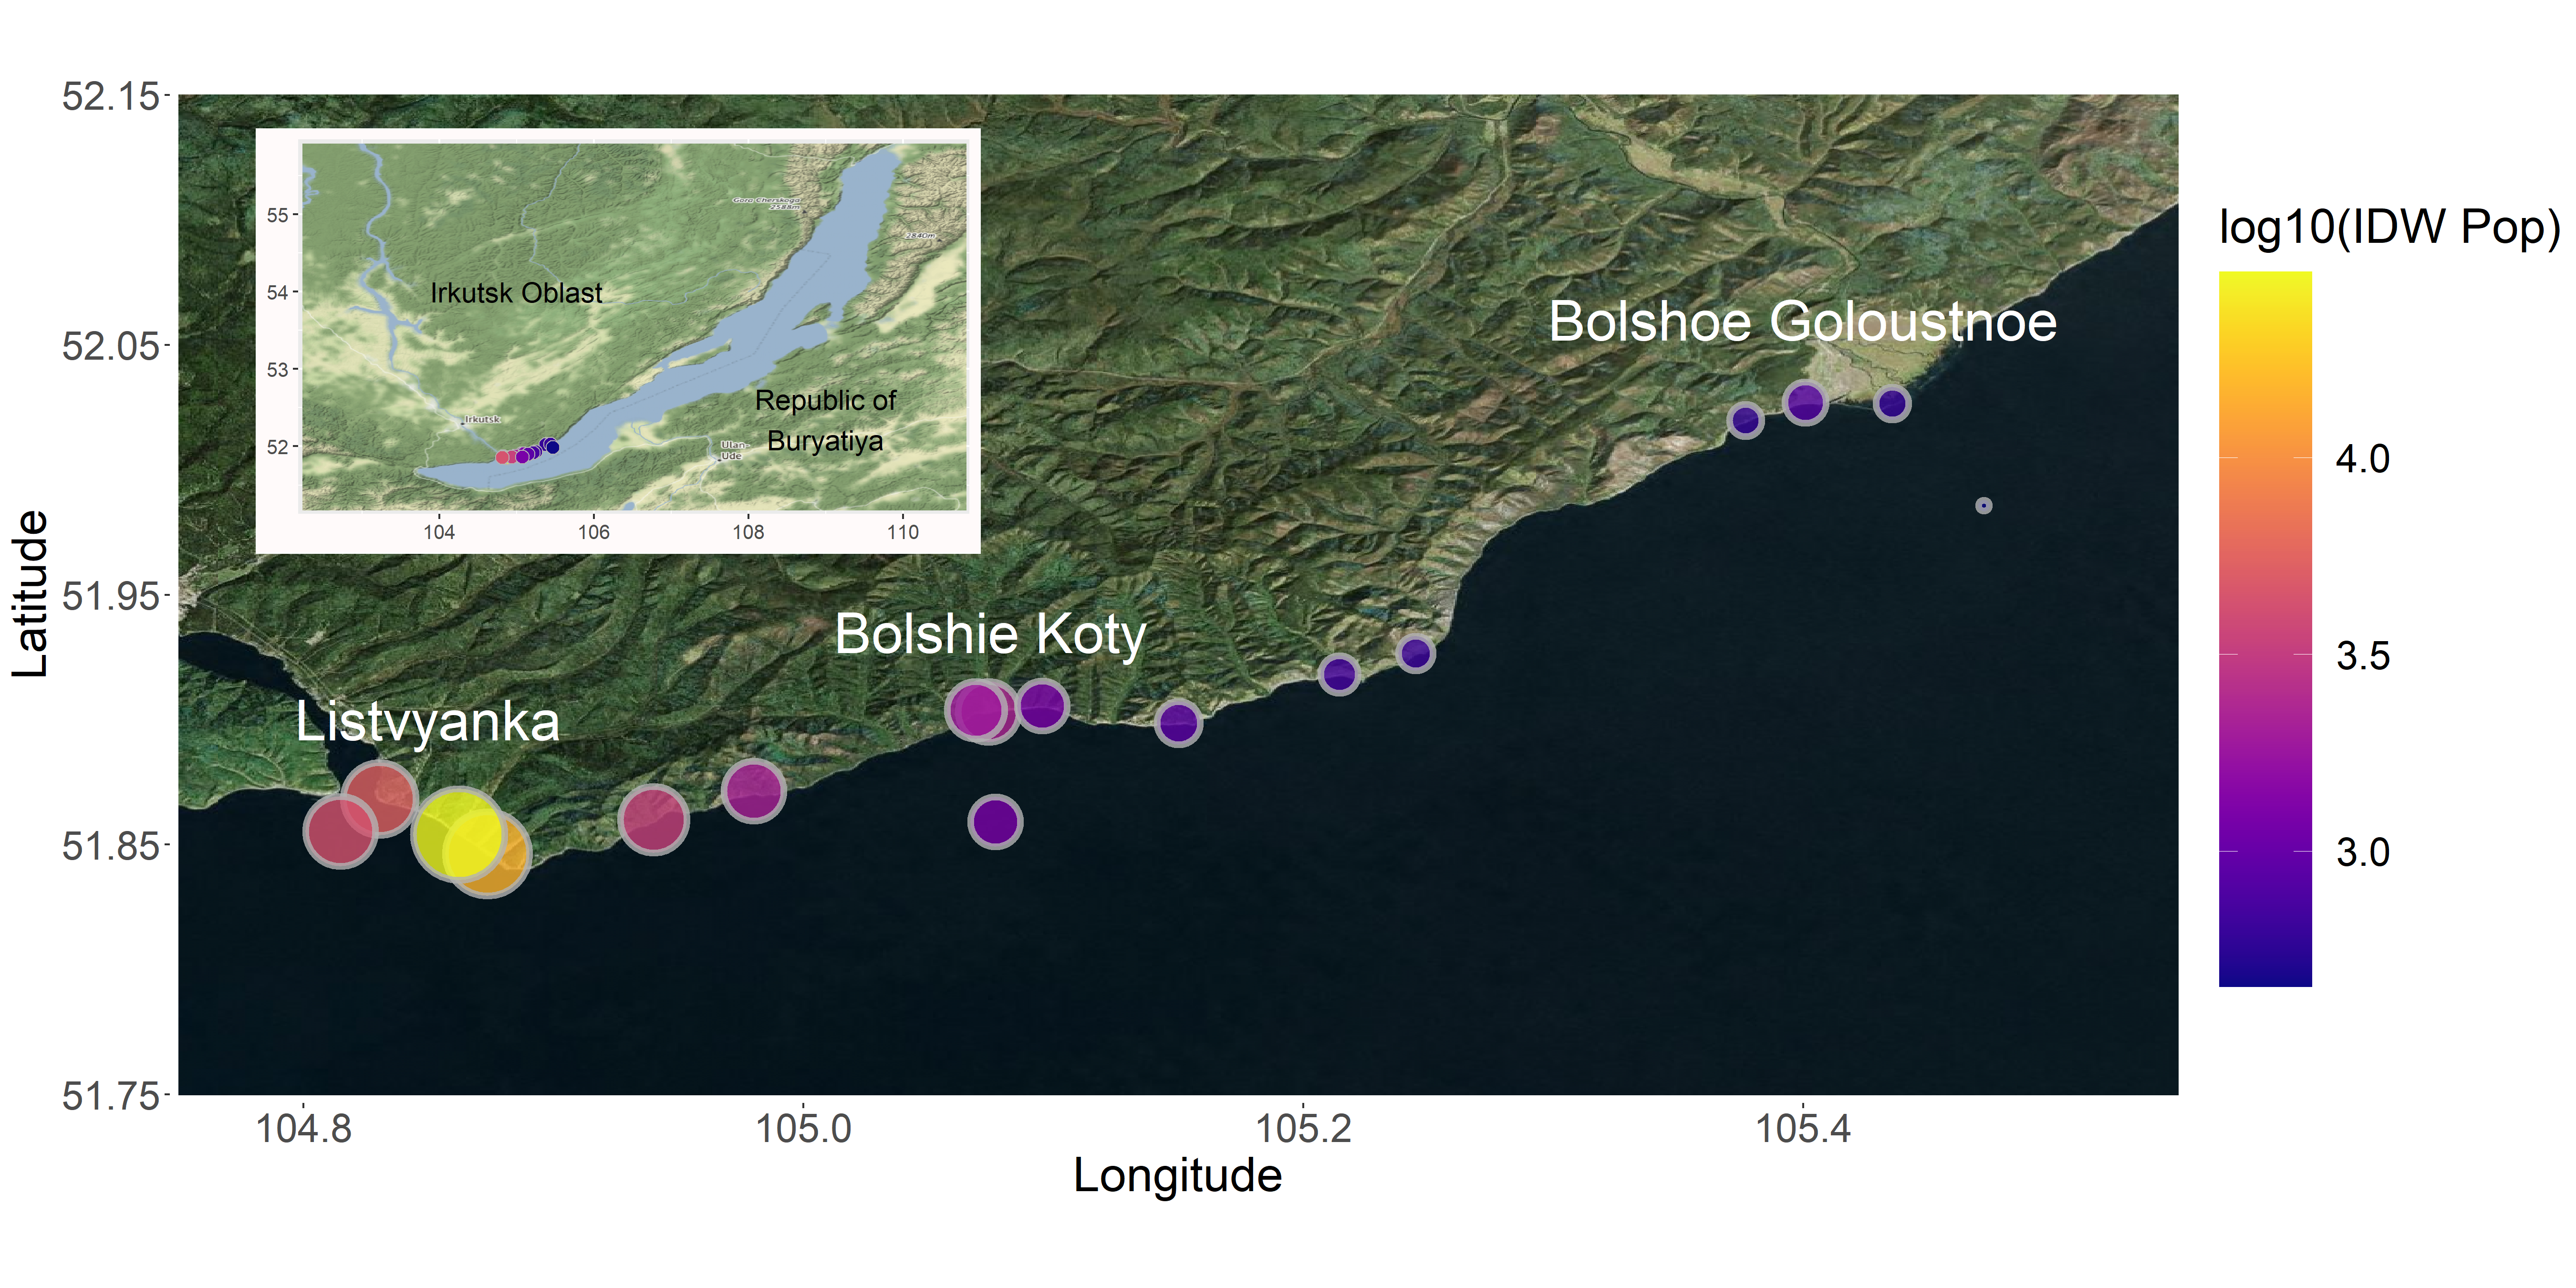 52.15
52.05
51.95
51.85
51.75
Latitude
104.8
105.0
105.2
105.4
Longitude
55
54
53
52
104
106
108
110
Gora Cherskogo
2588m
2840m
Irkutsk Oblast
Irkutsk
Republic of
Buryatiya
Ulan-
Ude
Bolshoe Goloustnoe
Bolshie Koty
Listvyanka
log10(IDW Pop)
4.0
3.5
3.0